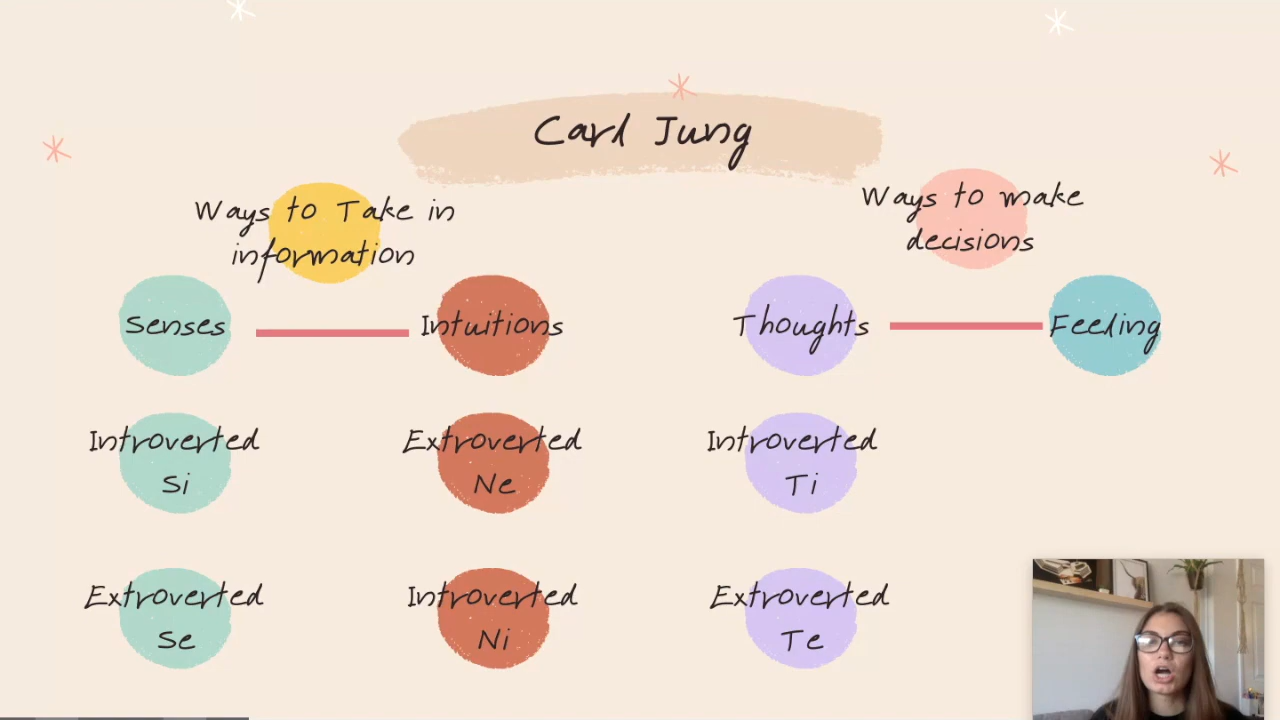 Carl Jung
Ways to Take in
information
Ways to make
decisions
Senses
Intuitions
Thoughts
Feeling
Introverted
Si
Extroverted
Ne
Introverted
Ti
Extroverted
Se
Introverted
Ni
Extroverted
Te